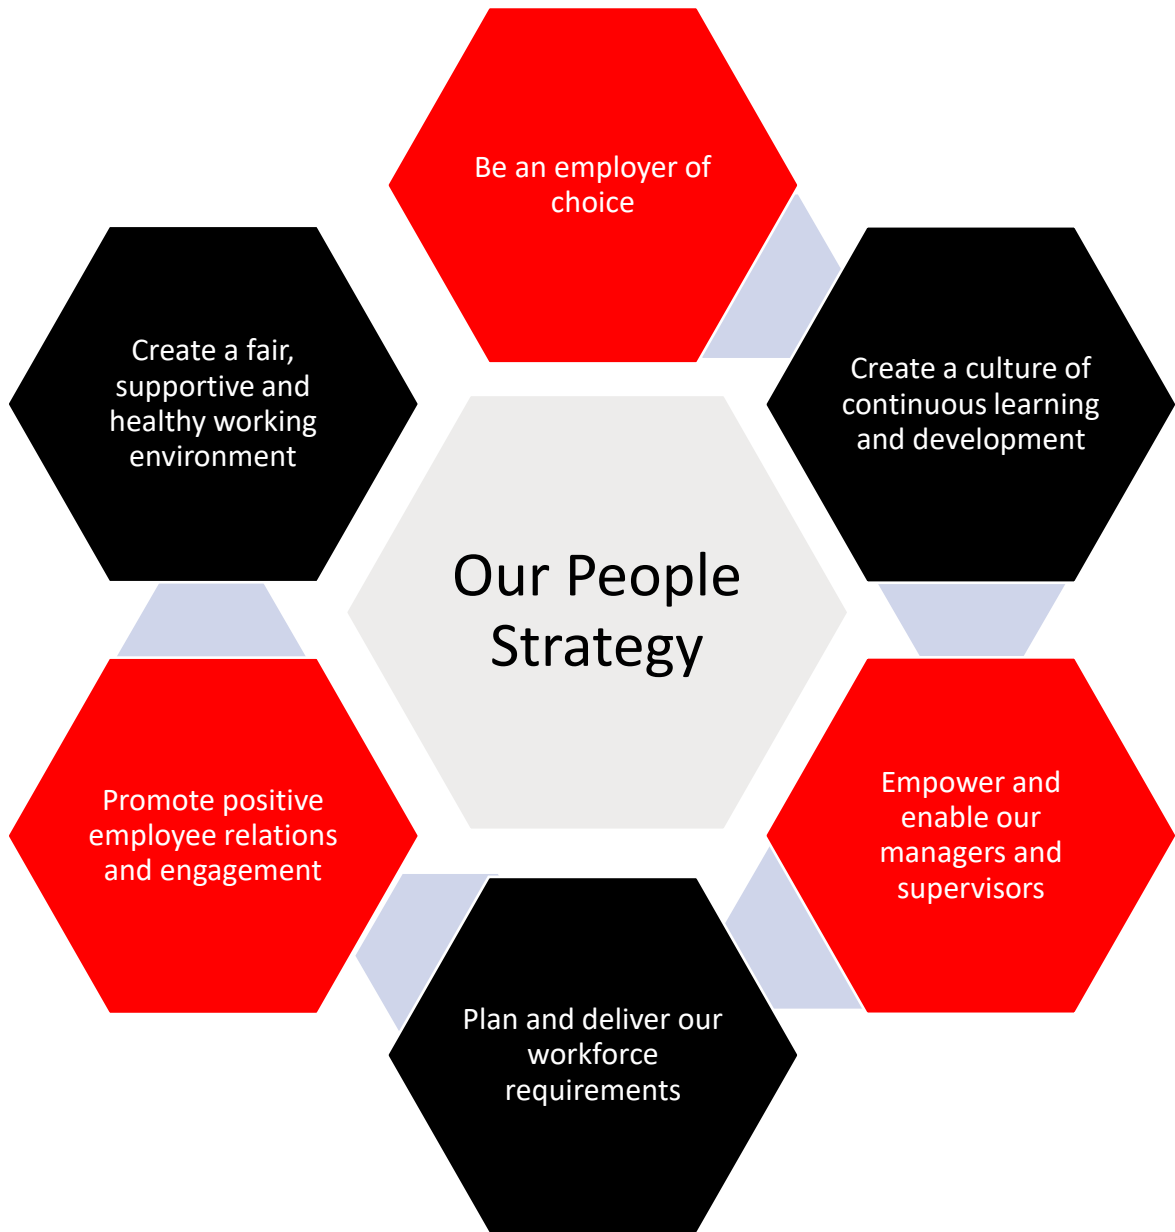 Be an employer of
choice
Create a culture of
continuous learning
and development
Empower and
enable our
managers and
supervisors
Plan and deliver our
workforce
requirements
Promote positive
employee relations
and engagement
Create a fair,
supportive and
healthy working
environment
Our People
Strategy